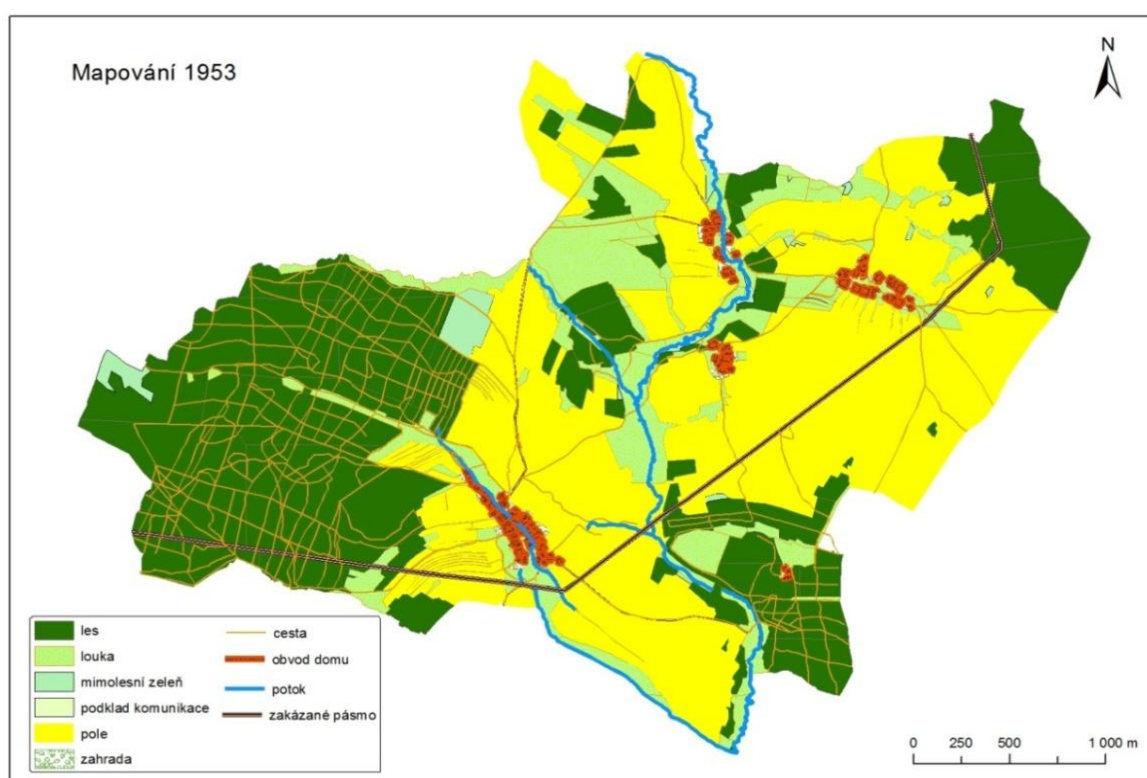 Mapování 1953
N
les
louka
mimolesní zeleň
podklad komunikace
pole
zahrada
cesta
obvod domu
potok
zakázané pásmo
0 250 500 1 000 m